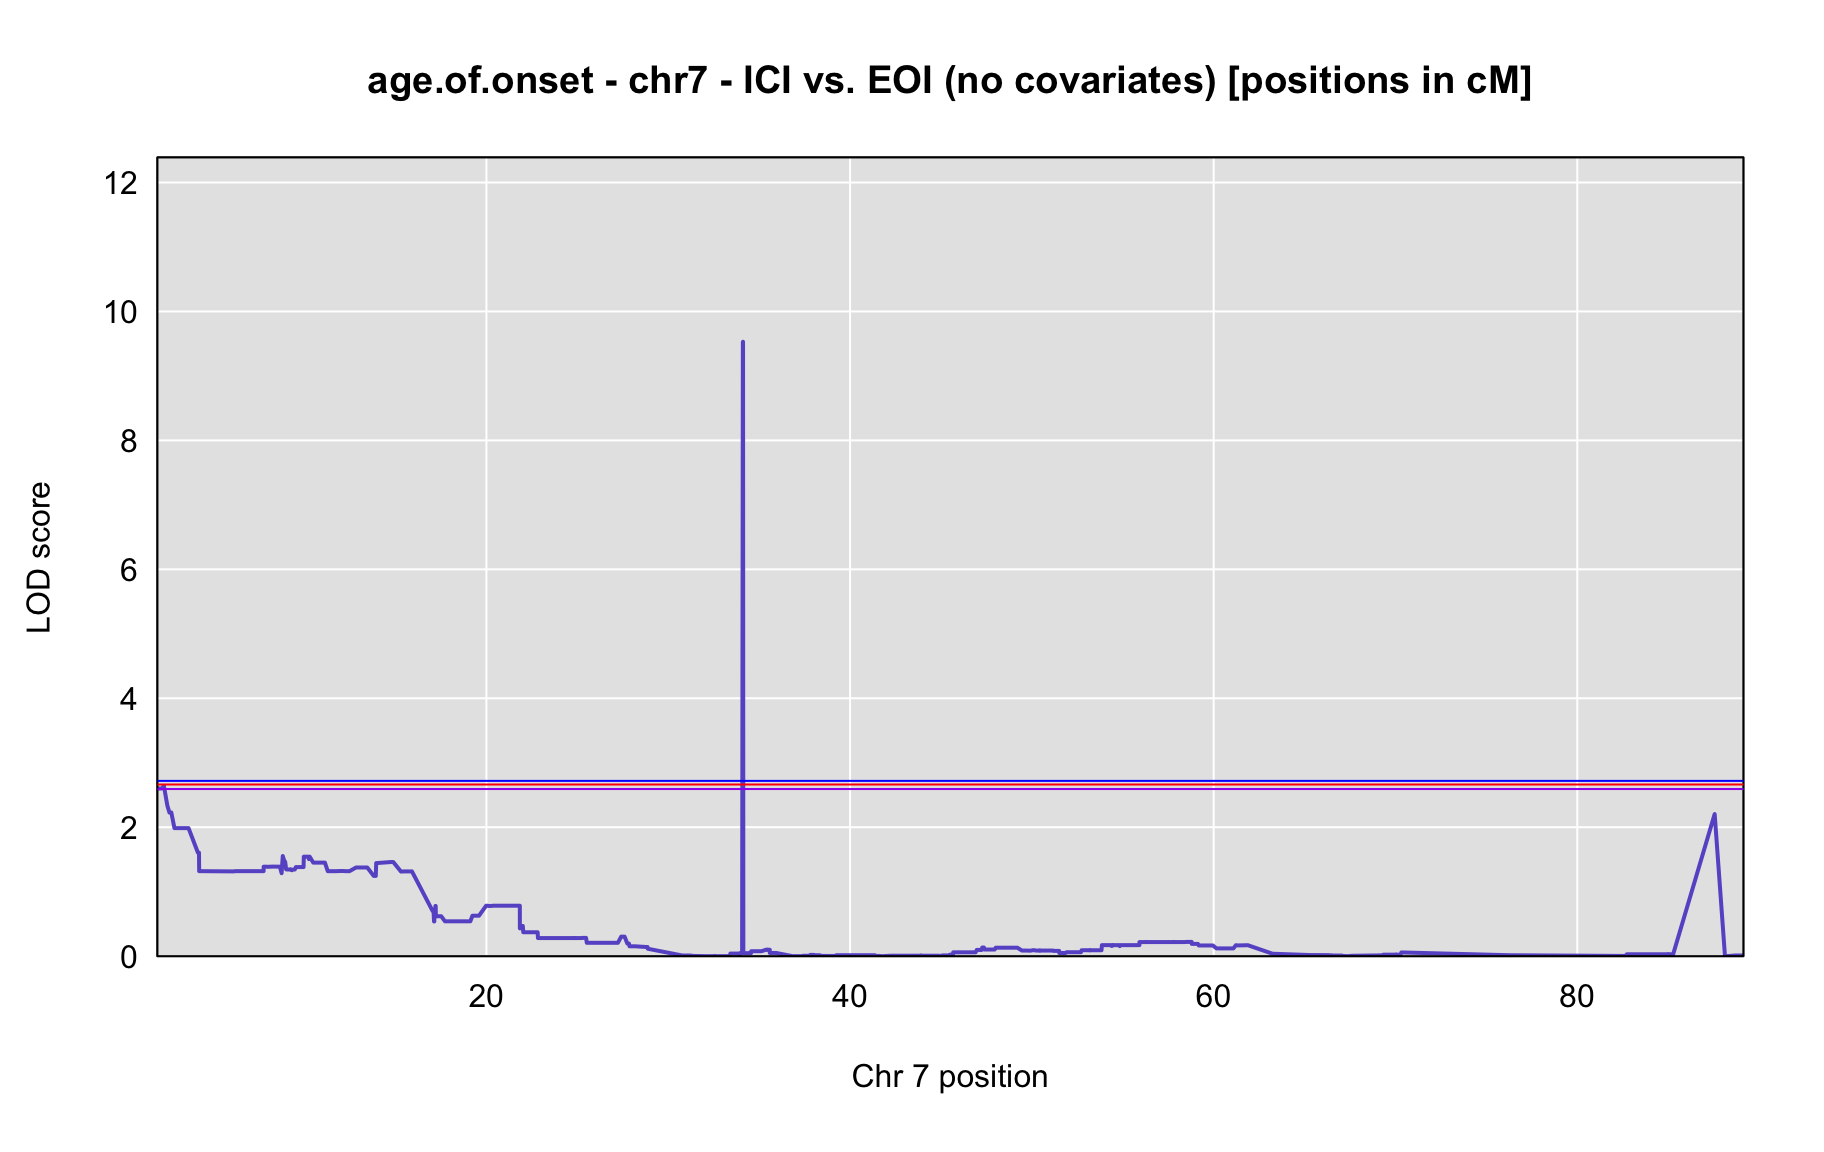 age.of.onset - chr7 - ICI vs. EOI (no covariates) [positions in cM]
12
10
8
6
4
2
0
LOD score
20 40 60 80
Chr 7 position